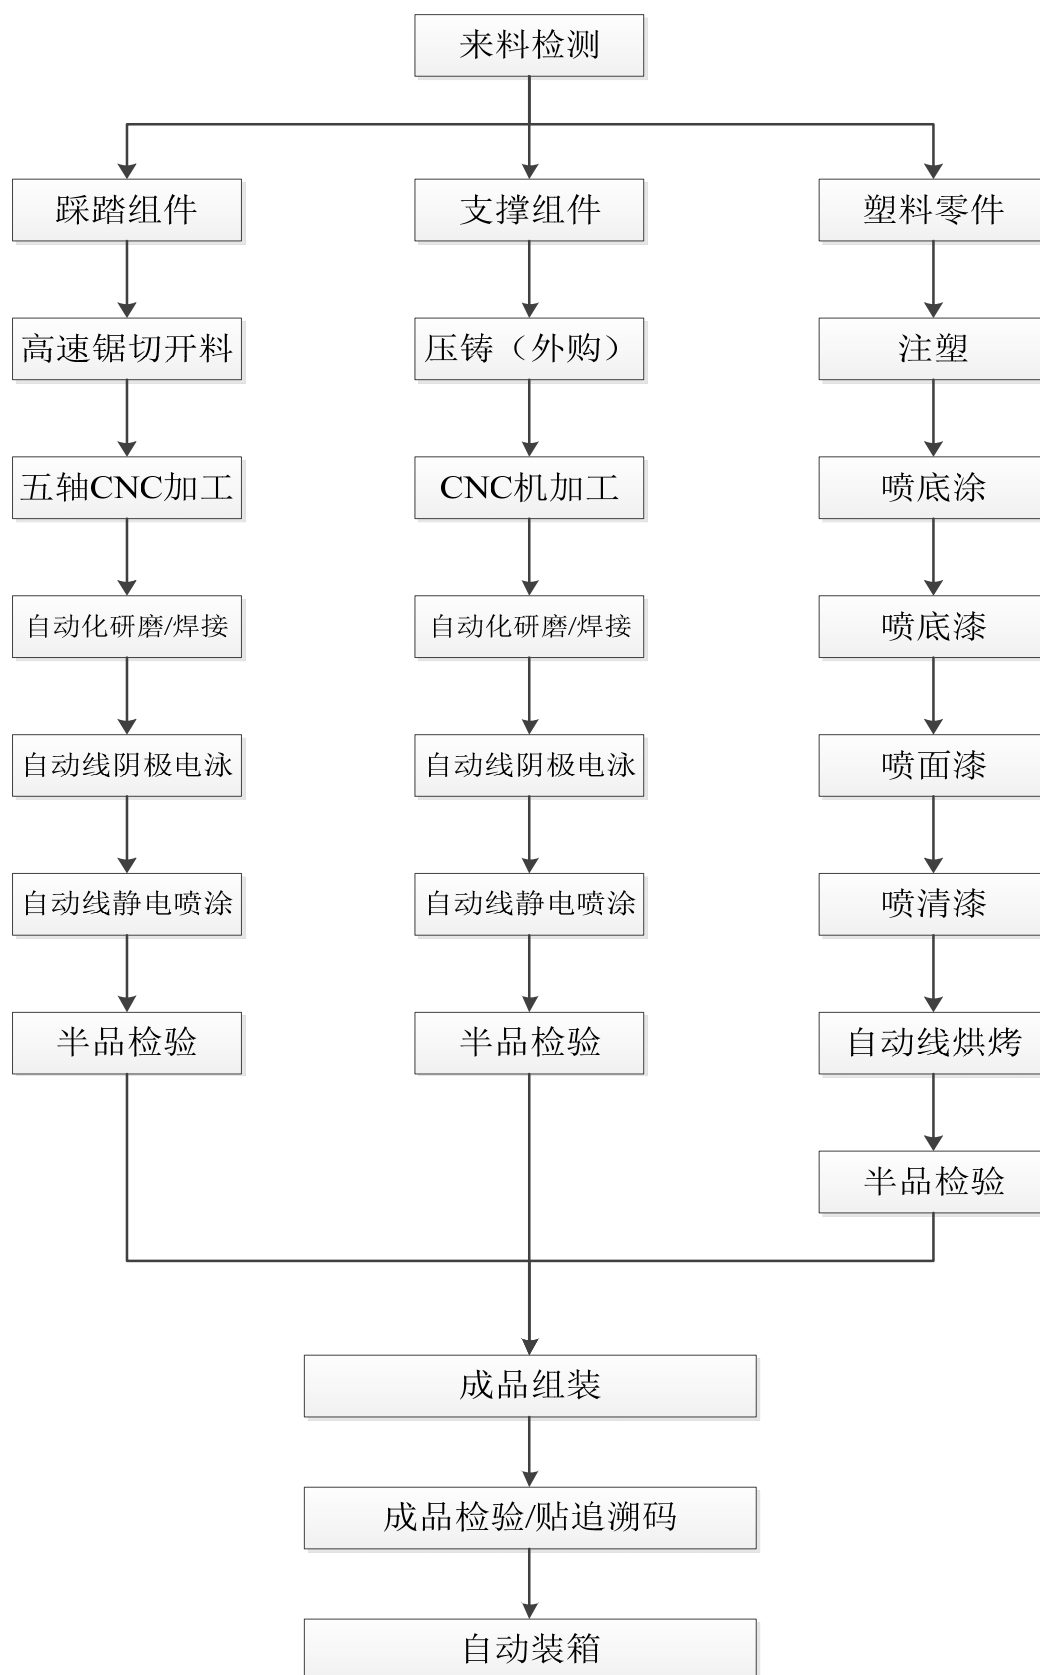 来料检测
踩踏组件
支撑组件
塑料零件
高速锯切开料
压铸（外购）
注塑
五轴CNC加工
CNC机加工
喷底涂
自动化研磨/焊接
自动化研磨/焊接
喷底漆
自动线阴极电泳
自动线阴极电泳
喷面漆
自动线静电喷涂
自动线静电喷涂
喷清漆
半品检验
半品检验
自动线烘烤
半品检验
成品组装
成品检验/贴追溯码
自动装箱